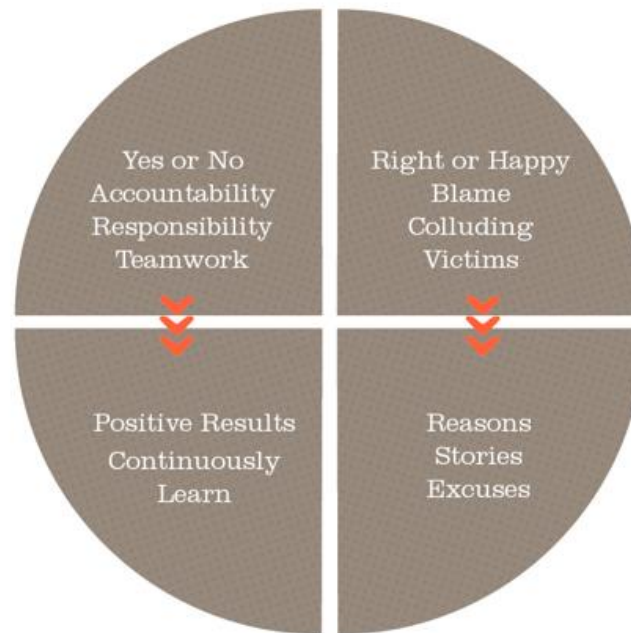 Yes or No
Accountability
Responsibility
Teamwork
Right or Happy
Blame
Colluding
Victims
Positive Results
Continuously
Learn
Reasons
Stories
Excuses